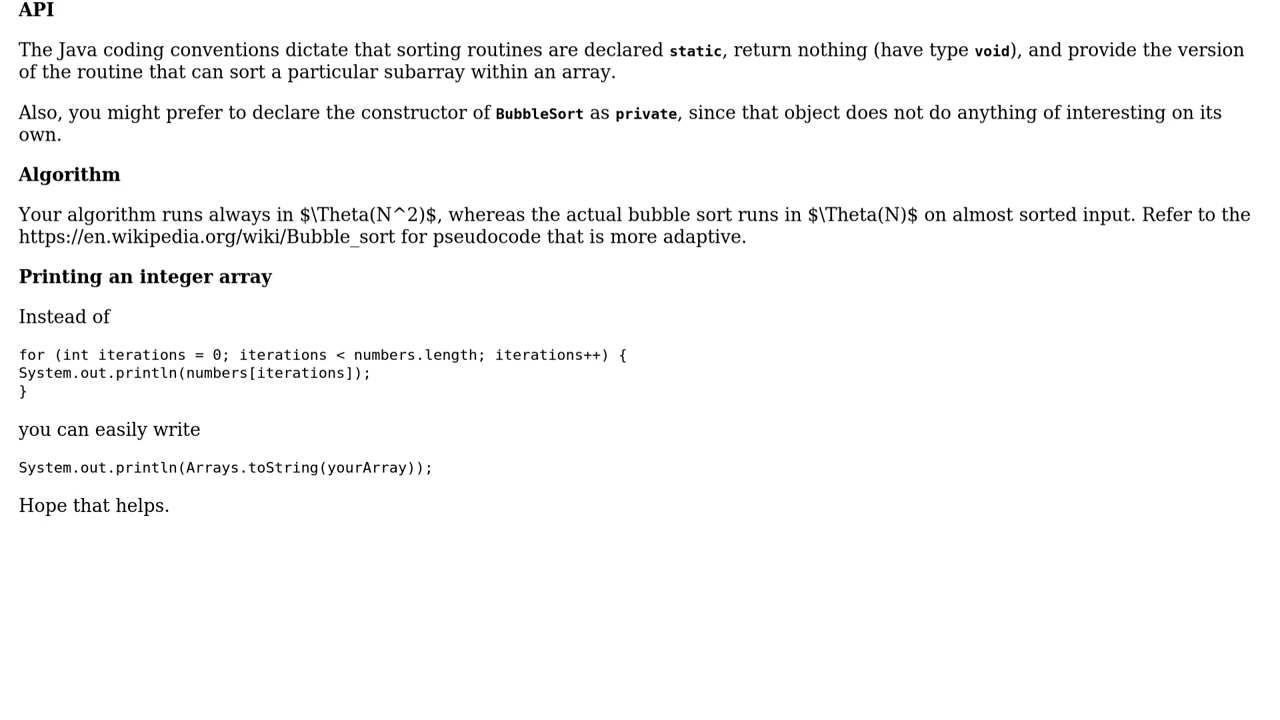 API
The Java coding conventions dictate that sorting routines are declared static, return nothing (have type void), and provide the version
of the routine that can sort a particular subarray within an array.
Also, you might prefer to declare the constructor of BubbleSort as private, since that object does not do anything of interesting on its
own.
Algorithm
Your algorithm runs always in $\Theta(N^2)$, whereas the actual bubble sort runs in $\Theta(N)$ on almost sorted input. Refer to the
https://en.wikipedia.org/wiki/Bubble_sort for pseudocode that is more adaptive.
Printing an integer array
Instead of
for (int iterations = 0; iterations < numbers.length; iterations++) {
System.out.println(numbers[iterations]);
}
you can easily write
System.out.println(Arrays.toString(yourArray));
Hope that helps.